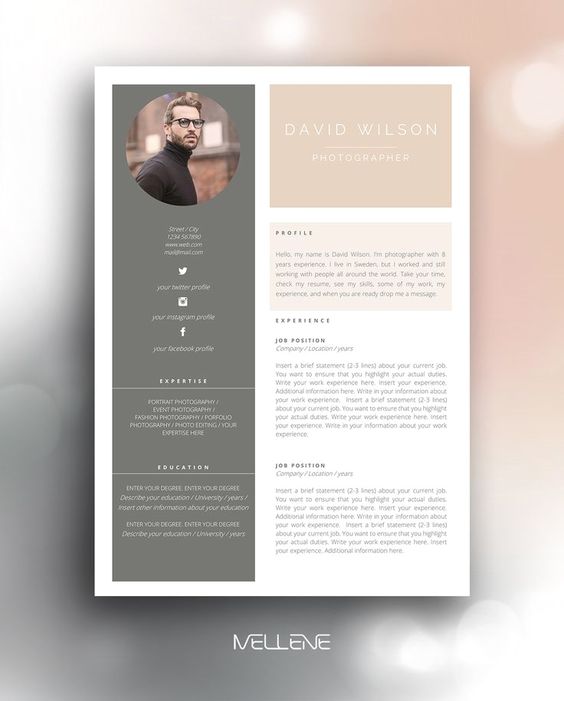 DAVID WILSON
PHOTOGRAPHER
Street / City
1234 567890
www.web.com
mail@mail.com
your twitter profile
your instagram profile
your facebook profile
EXPERTISE
PORTRAIT PHOTOGRAPHY /
EVENT PHOTOGRAPHY /
FASHION PHOTOGRAPHY / PORFOLIO
PHOTOGRAPHY / PHOTO EDITING / YOUR
EXPERTISE HERE
EDUCATION
ENTER YOUR DEGREE, ENTER YOUR DEGREE
Describe your education / University / years /
Insert other information about your education
ENTER YOUR DEGREE, ENTER YOUR DEGREE
Describe your education / University / years
PROFILE
Hello, my name is David Wilson. I'm photographer with 8
years experience. I live in Sweden, but I worked and still
working with people all around the world. Take your time,
check my resume, see my skills, some of my work, my
experience, and when you are ready drop me a message.
EXPERIENCE
JOB POSITION
Company / Location / years
Insert a brief statement (2-3 lines) about your current job.
You want to ensure that you highlight your actual duties.
Write your work experience here. Insert your experience.
Additional information here. Write in your information about
your work experience. Insert a brief statement (2-3 lines)
about your current job. You want to ensure that you highlight
your actual duties. Write in your information about your work
experience.
JOB POSITION
Company / Location / years
Insert a brief statement (2-3 lines) about your current job.
You want to ensure that you highlight your actual duties.
Write your work experience here. Insert your experience.
Additional information here. Write in your information about
your work experience. Insert a brief statement (2-3 lines)
about your current job. You want to ensure that you highlight
your actual duties. Write your work experience here. Insert
your experience. Additional information here.
MELLENE